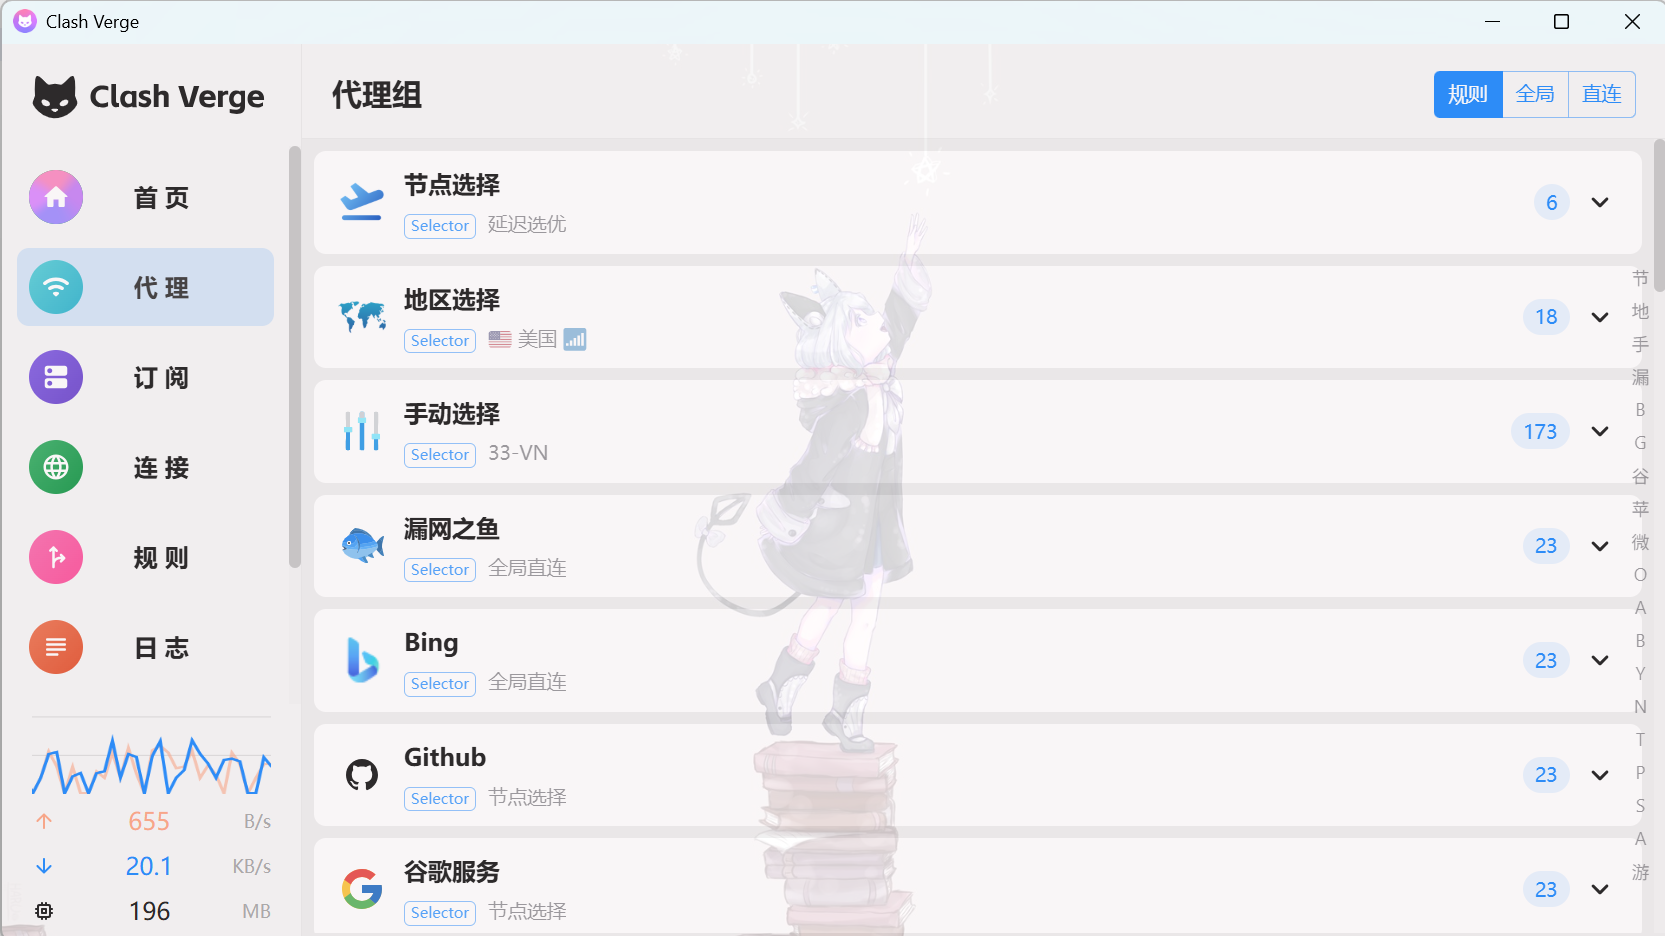 Clash Verge
Clash Verge
首页
代理
订阅
连接
规则
日志
655 B/s
20.1 KB/s
196 MB
代理组
规则 全局 直连
节点选择
Selector 延迟选优
6
地区选择
Selector 🇺🇸 美国 📶
18
手动选择
Selector 33-VN
173
漏网之鱼
Selector 全局直连
23
Bing
Selector 全局直连
23
Github
Selector 节点选择
23
谷歌服务
Selector 节点选择
23
节
地
手
漏
B
G
谷
苹
微
O
A
B
Y
N
T
P
S
A
游